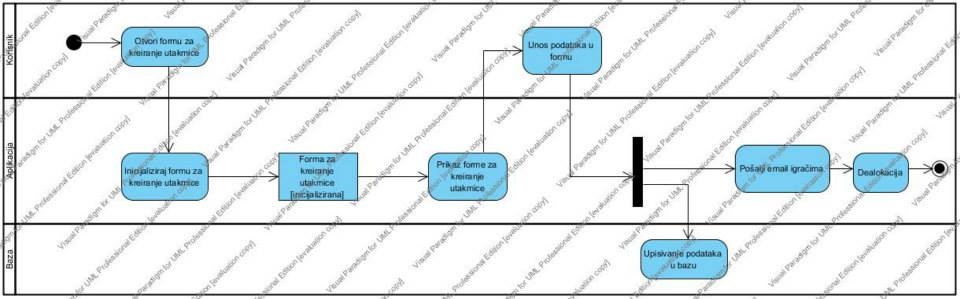 Korisnik
Otvori formu za
kreiranje utakmice
Unos podataka u
formu
Aplikacija
Inicijaliziraj formu za
kreiranje utakmice
Forma za
kreiranje
utakmice
[inicijalizirana]
Prikaz forme za
kreiranje
utakmice
Pošalji email igračima
Dealokacija
Baza
Upisivanje podataka
u bazu
Visual Paradigm for UML Professional Edition [evaluation copy]